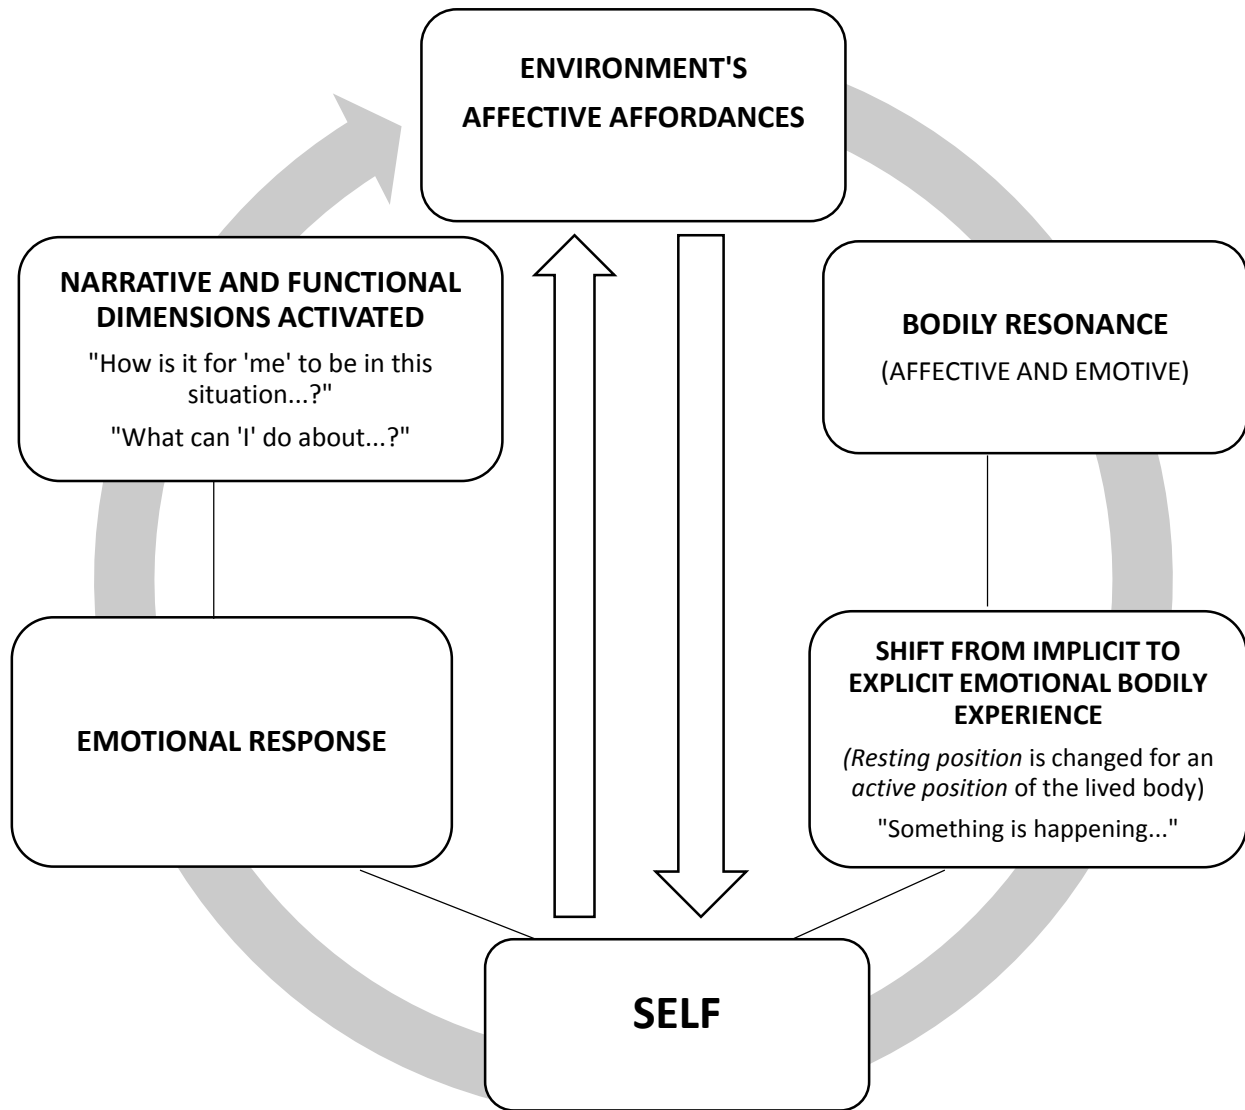 ENVIRONMENT'S
AFFECTIVE AFFORDANCES
NARRATIVE AND FUNCTIONAL
DIMENSIONS ACTIVATED
"How is it for 'me' to be in this
situation...?"
"What can 'I' do about...?"
BODILY RESONANCE
(AFFECTIVE AND EMOTIVE)
EMOTIONAL RESPONSE
SHIFT FROM IMPLICIT TO
EXPLICIT EMOTIONAL BODILY
EXPERIENCE
(Resting position is changed for an
active position of the lived body)
"Something is happening..."
SELF